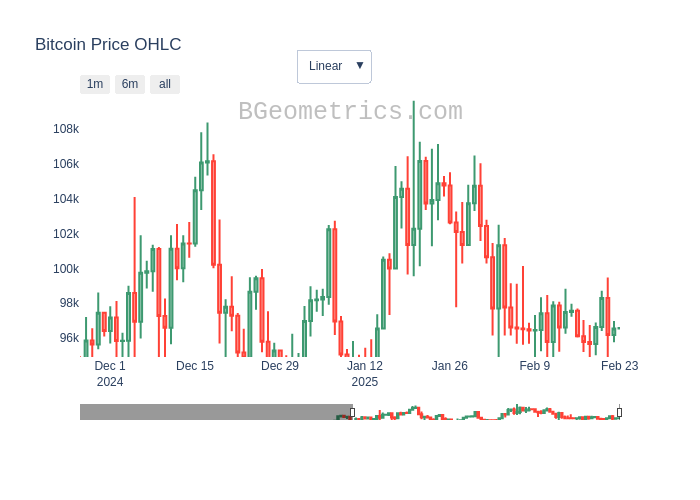 Bitcoin Price OHLC
Linear ▼
1m 6m all
BGeometrics.com
108k
106k
104k
102k
100k
98k
96k
Dec 1 Dec 15 Dec 29 Jan 12 Jan 26 Feb 9 Feb 23
2024 2025